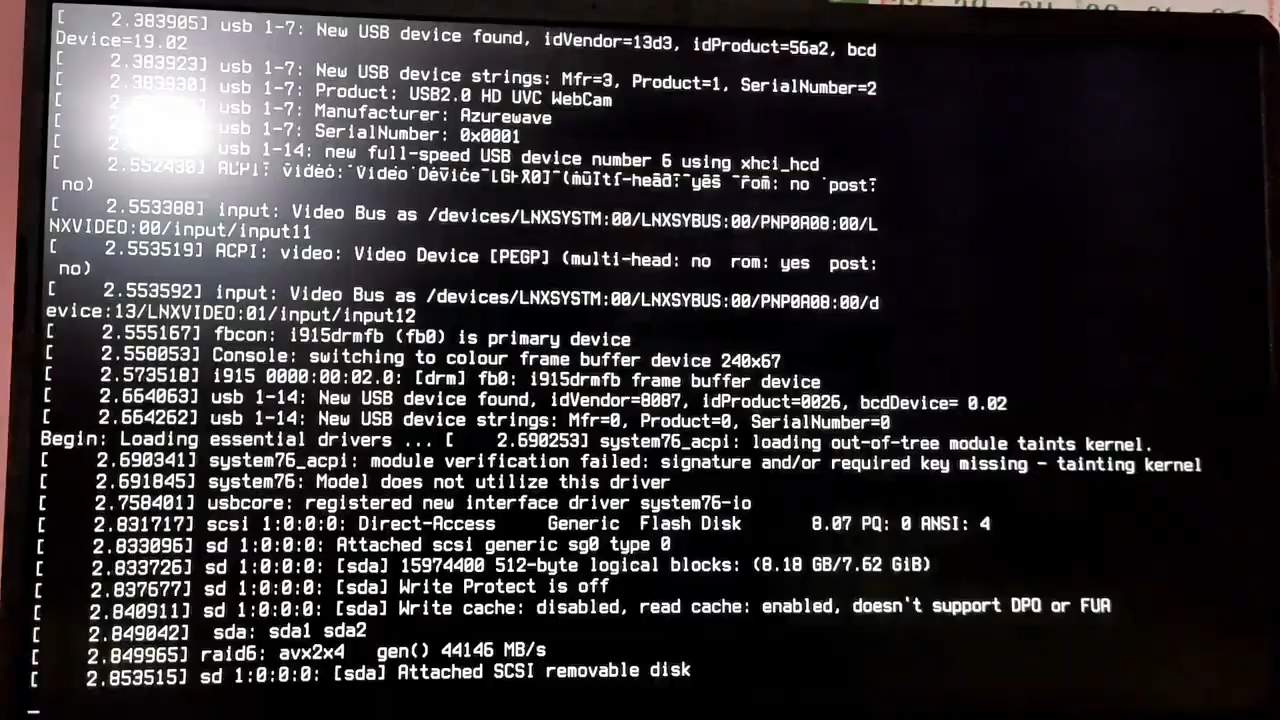 [    2.383905] usb 1-7: New USB device found, idVendor=13d3, idProduct=56a2, bcd
Device=19.02
[    2.383923] usb 1-7: New USB device strings: Mfr=3, Product=1, SerialNumber=2
[    2.383930] usb 1-7: Product: USB2.0 HD UVC WebCam
[ usb 1-7: Manufacturer: Azurewave
[ usb 1-7: SerialNumber: 0x0001
[ usb 1-14: new full-speed USB device number 6 using xhci_hcd
[    2.552430] ACPI: video: Video Device [GFX0] (multi-head: yes  rom: no  post:
no)
[    2.553388] input: Video Bus as /devices/LNXSYSTM:00/LNXSYBUS:00/PNP0A08:00/L
NXVIDEO:00/input/input11
[    2.553519] ACPI: video: Video Device [PEGP] (multi-head: no  rom: yes  post:
no)
[    2.553592] input: Video Bus as /devices/LNXSYSTM:00/LNXSYBUS:00/PNP0A08:00/d
evice:13/LNXVIDEO:01/input/input12
[    2.555167] fbcon: i915drmfb (fb0) is primary device
[    2.558053] Console: switching to colour frame buffer device 240x67
[    2.573518] i915 0000:00:02.0: [drm] fb0: i915drmfb frame buffer device
[    2.664063] usb 1-14: New USB device found, idVendor=8087, idProduct=0026, bcdDevice= 0.02
[    2.664262] usb 1-14: New USB device strings: Mfr=0, Product=0, SerialNumber=0
Begin: Loading essential drivers ... [    2.690253] system76_acpi: loading out-of-tree module taints kernel.
[    2.690341] system76_acpi: module verification failed: signature and/or required key missing - tainting kernel
[    2.691845] system76: Model does not utilize this driver
[    2.758401] usbcore: registered new interface driver system76-io
[    2.831717] scsi 1:0:0:0: Direct-Access     Generic  Flash Disk       8.07 PQ: 0 ANSI: 4
[    2.833096] sd 1:0:0:0: Attached scsi generic sg0 type 0
[    2.833726] sd 1:0:0:0: [sda] 15974400 512-byte logical blocks: (8.18 GB/7.62 GiB)
[    2.837677] sd 1:0:0:0: [sda] Write Protect is off
[    2.840911] sd 1:0:0:0: [sda] Write cache: disabled, read cache: enabled, doesn't support DPO or FUA
[    2.849042]  sda: sda1 sda2
[    2.849965] raid6: avx2x4   gen() 44146 MB/s
[    2.853515] sd 1:0:0:0: [sda] Attached SCSI removable disk
_